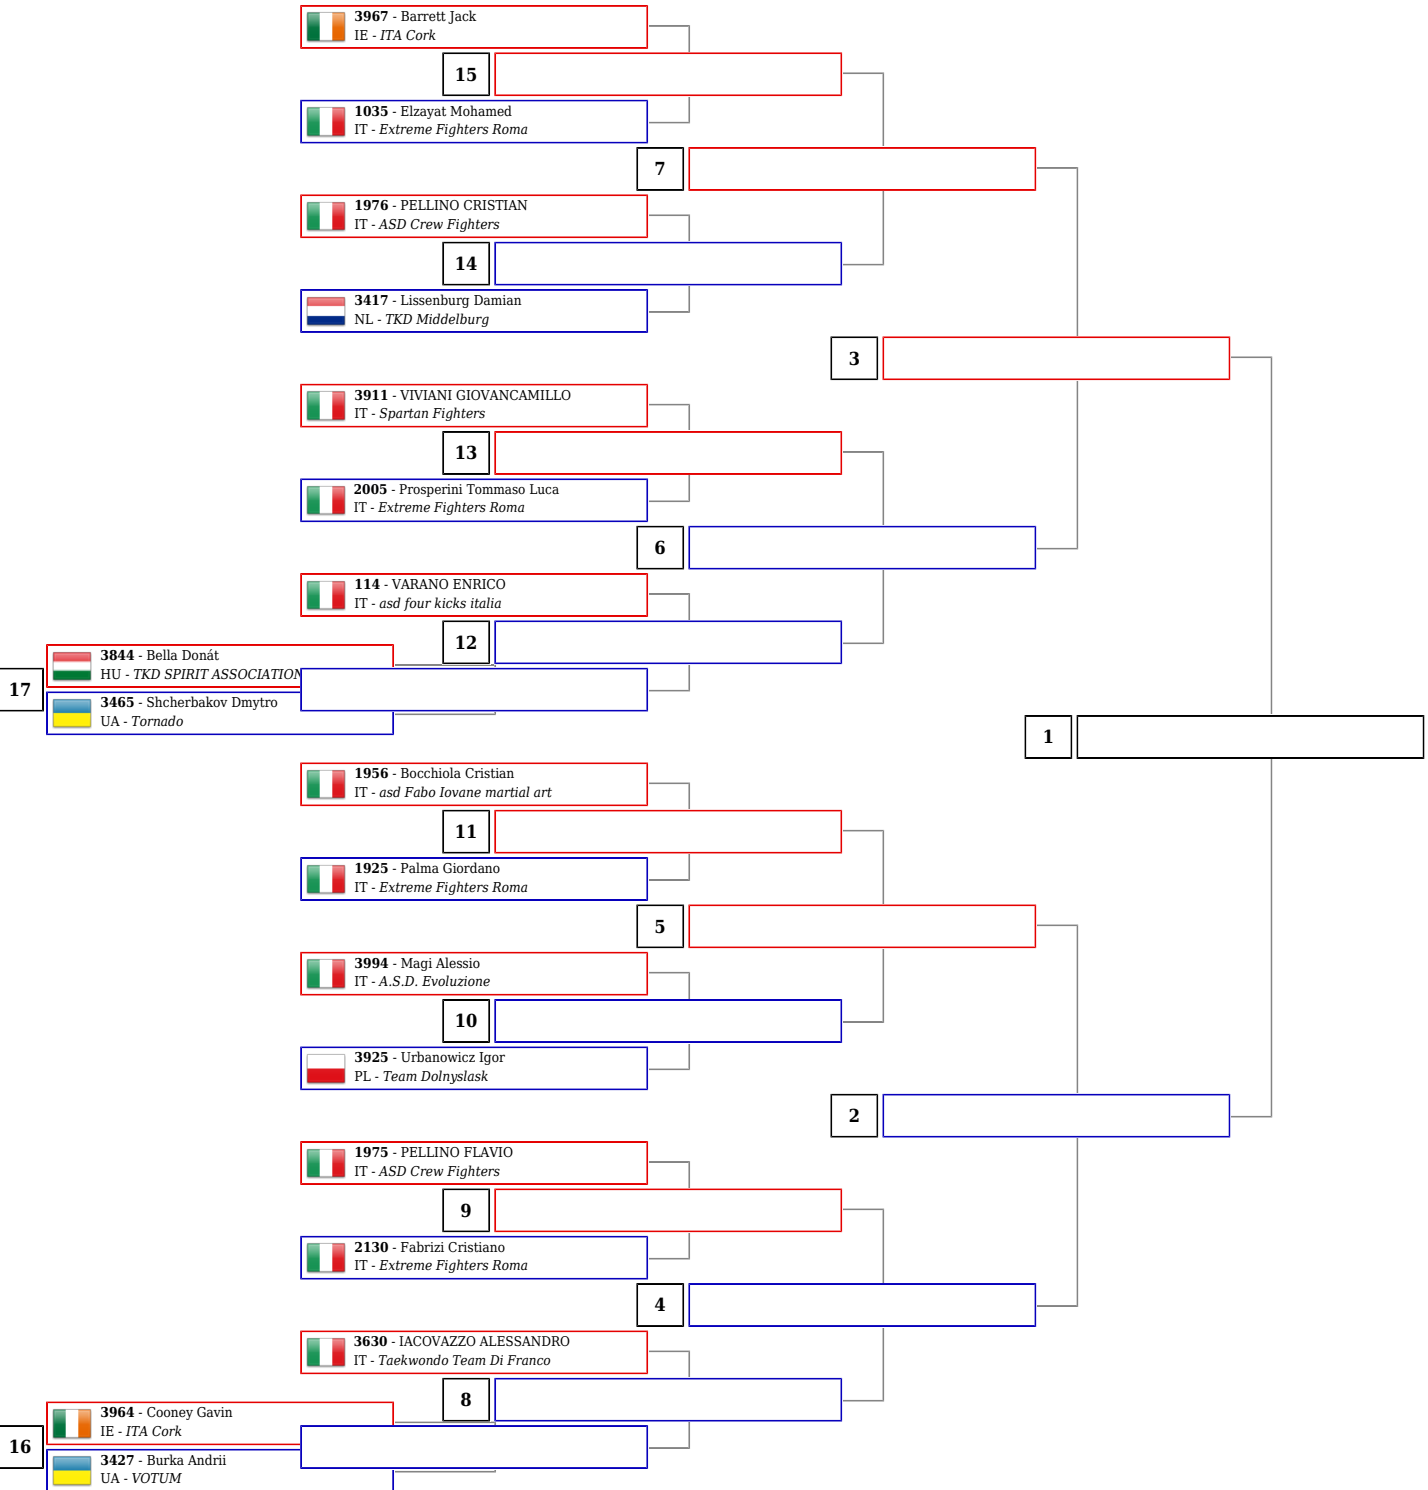 3967 - Barrett Jack
IE - ITA Cork
15
1035 - Elzayat Mohamed
IT - Extreme Fighters Roma
7
1976 - PELLINO CRISTIAN
IT - ASD Crew Fighters
14
3417 - Lissenburg Damian
NL - TKD Middelburg
3
3911 - VIVIANI GIOVANCAMILLO
IT - Spartan Fighters
13
2005 - Prosperini Tommaso Luca
IT - Extreme Fighters Roma
6
114 - VARANO ENRICO
IT - asd four kicks italia
12
3844 - Bella Donát
HU - TKD SPIRIT ASSOCIATION
17
3465 - Shcherbakov Dmytro
UA - Tornado
1
1956 - Bocchiola Cristian
IT - asd Fabo Iovane martial art
11
1925 - Palma Giordano
IT - Extreme Fighters Roma
5
3994 - Magi Alessio
IT - A.S.D. Evoluzione
10
3925 - Urbanowicz Igor
PL - Team Dolnyslask
2
1975 - PELLINO FLAVIO
IT - ASD Crew Fighters
9
2130 - Fabrizi Cristiano
IT - Extreme Fighters Roma
4
3630 - IACOVAZZO ALESSANDRO
IT - Taekwondo Team Di Franco
8
3964 - Cooney Gavin
IE - ITA Cork
16
3427 - Burka Andrii
UA - VOTUM